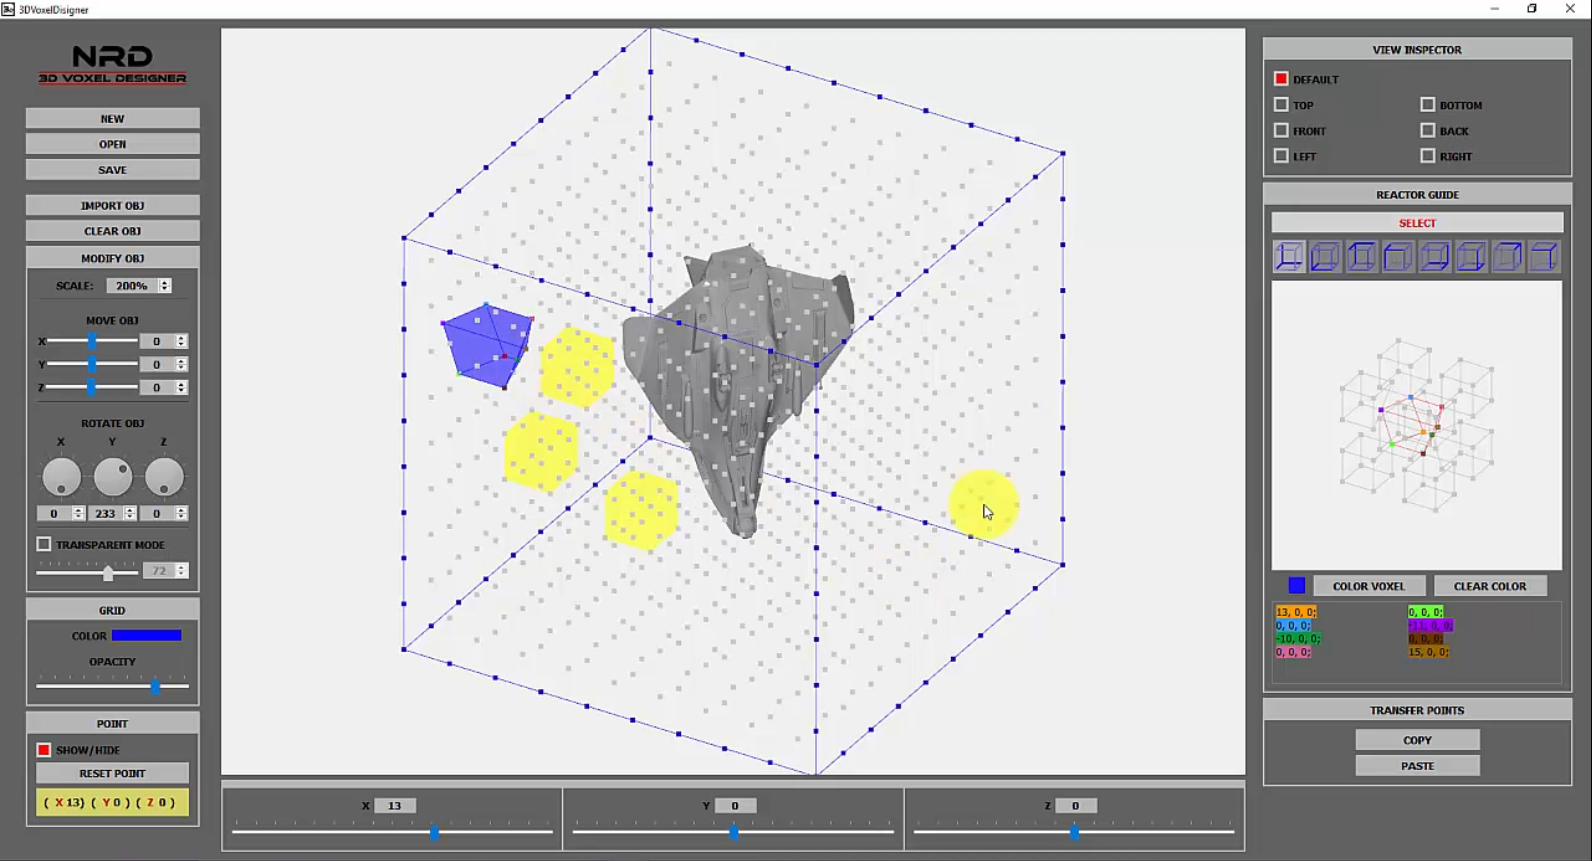 3DVoxelDisigner
NRD
3D VOXEL DESIGNER
NEW
OPEN
SAVE
IMPORT OBJ
CLEAR OBJ
MODIFY OBJ
SCALE: 200%
MOVE OBJ
X 0
Y 0
Z 0
ROTATE OBJ
X Y Z
0 233 0
TRANSPARENT MODE
72
GRID
COLOR
OPACITY
POINT
SHOW/HIDE
RESET POINT
( X 13) ( Y 0 ) ( Z 0 )
X 13 Y 0 Z 0
VIEW INSPECTOR
DEFAULT
TOP BOTTOM
FRONT BACK
LEFT RIGHT
REACTOR GUIDE
SELECT
COLOR VOXEL CLEAR COLOR
13, 0, 0; 0, 0, 0;
0, 0, 0;
-10, 0, 0; 0, 0, 0;
0, 0, 0; 15, 0, 0;
TRANSFER POINTS
COPY
PASTE